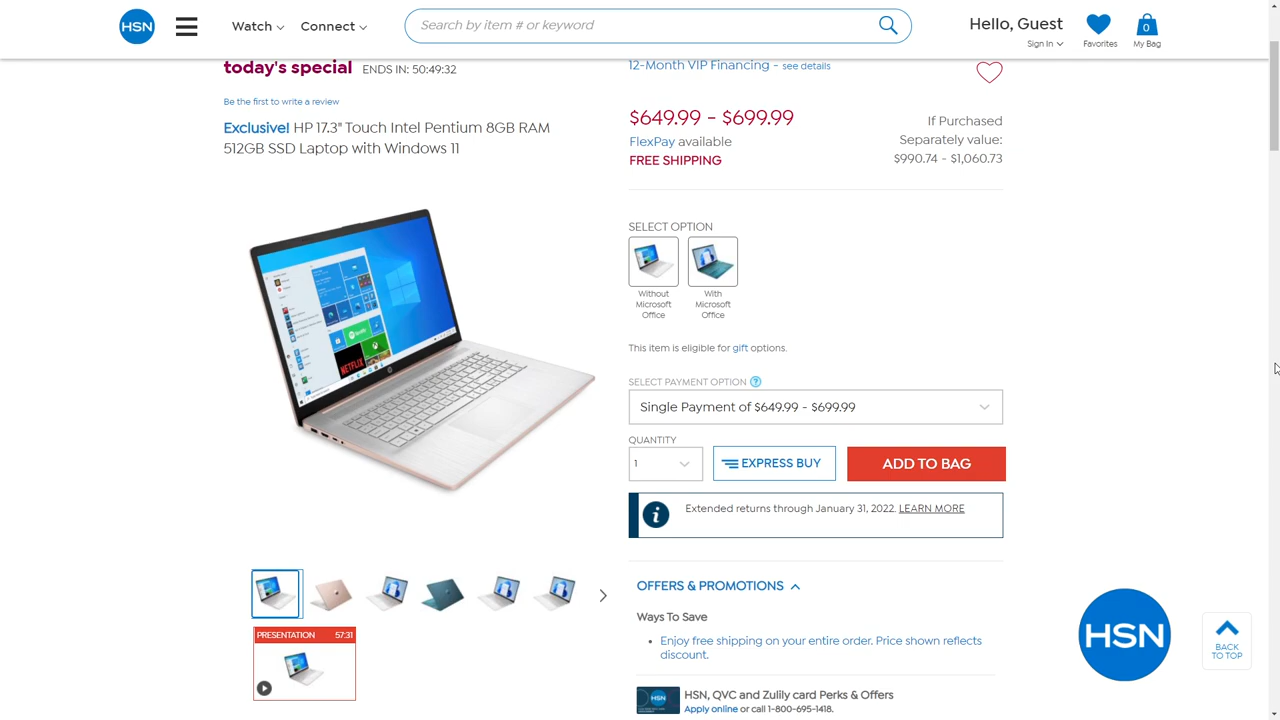 HSN
Watch
Connect
Search by item # or keyword
Hello, Guest
Sign In
Favorites
0
My Bag
today's special ENDS IN: 50:49:32
Be the first to write a review
Exclusive! HP 17.3" Touch Intel Pentium 8GB RAM
512GB SSD Laptop with Windows 11
12-Month VIP Financing - see details
$649.99 - $699.99
FlexPay available
FREE SHIPPING
If Purchased
Separately value:
$990.74 - $1,060.73
SELECT OPTION
Without
Microsoft
Office
With
Microsoft
Office
This item is eligible for gift options.
SELECT PAYMENT OPTION ?
Single Payment of $649.99 - $699.99
QUANTITY
1
EXPRESS BUY
ADD TO BAG
i
Extended returns through January 31, 2022. LEARN MORE
OFFERS & PROMOTIONS
Ways To Save
• Enjoy free shipping on your entire order. Price shown reflects
discount.
HSN
HSN, QVC and Zulily card Perks & Offers
Apply online or call 1-800-695-1418.
Spotify
NETFLIX
PRESENTATION 57:31
HSN
BACK
TO TOP